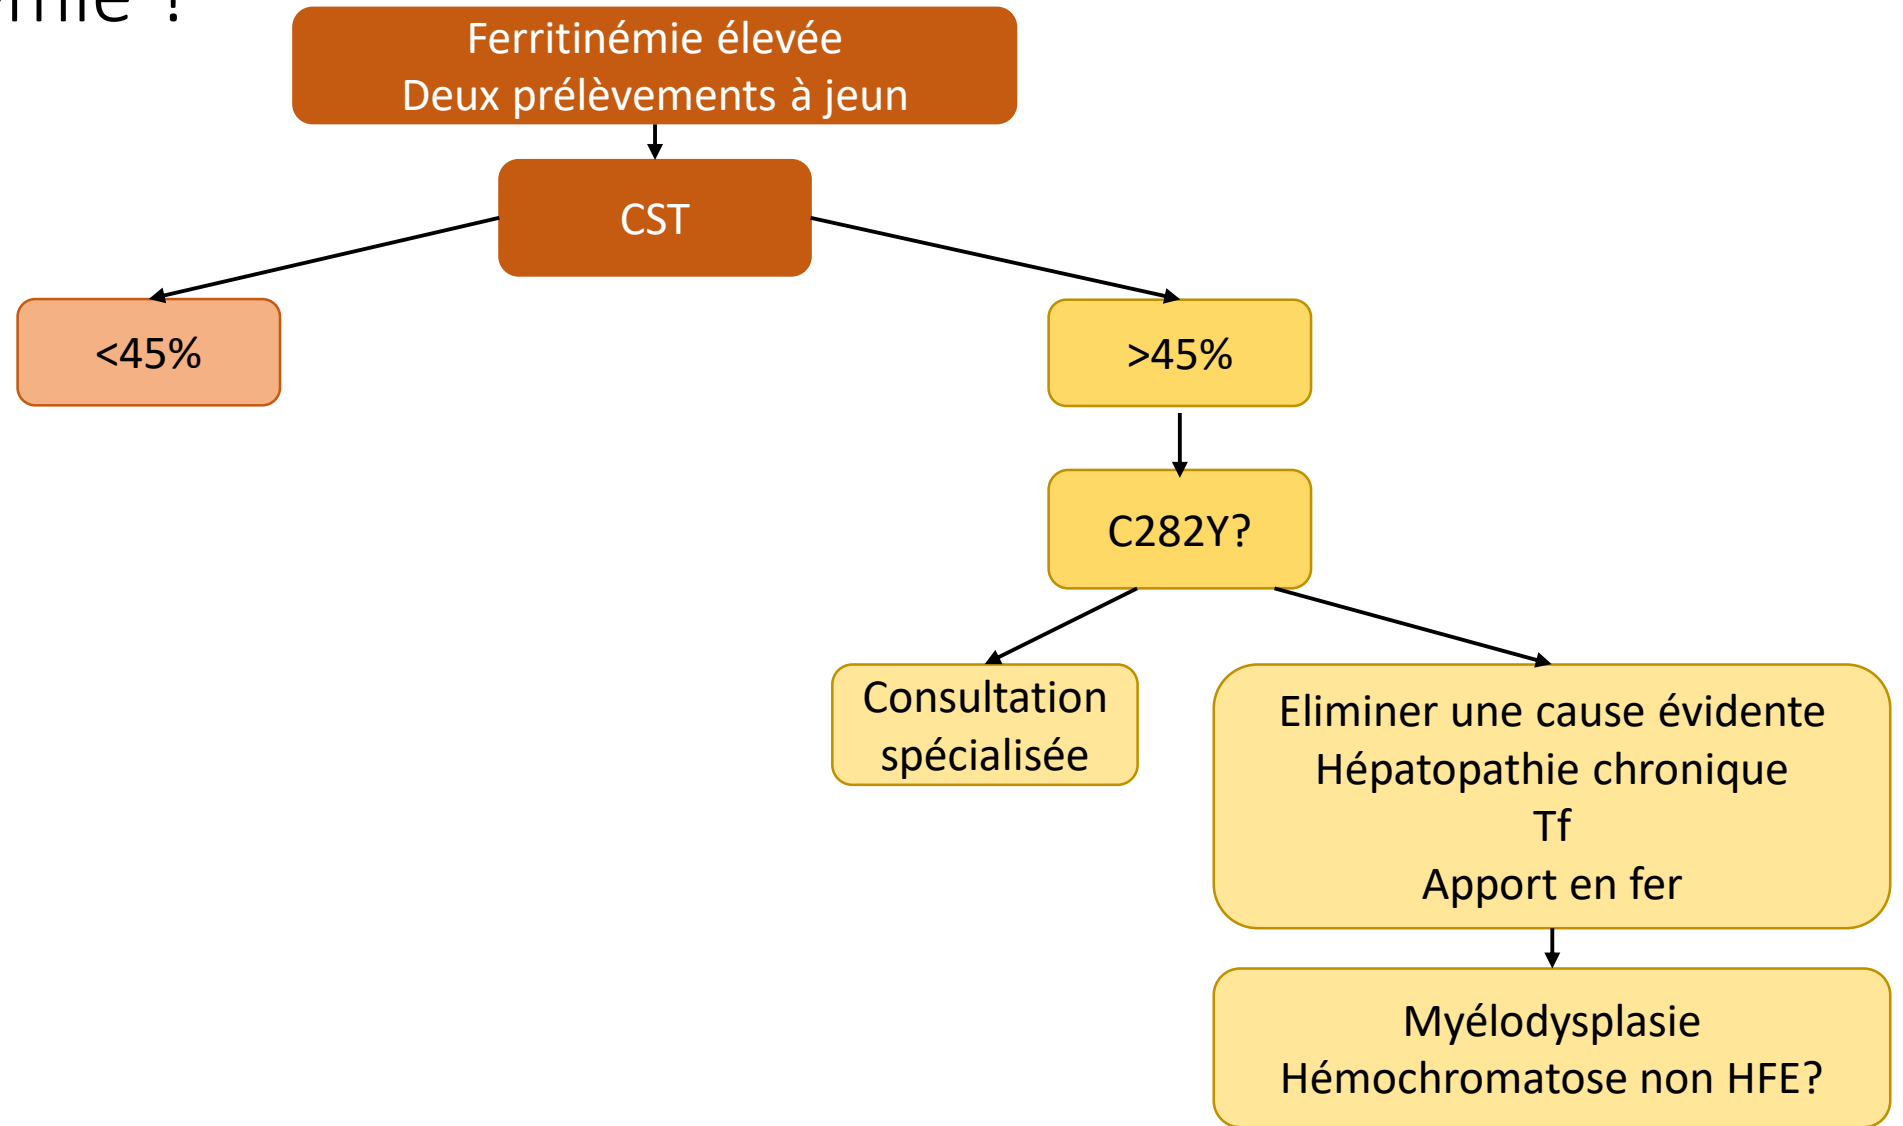 Ferritinémie élevée
Deux prélèvements à jeun
CST
<45%
>45%
C282Y?
Consultation
spécialisée
Eliminer une cause évidente
Hépatopathie chronique
Tf
Apport en fer
Myélodysplasie
Hémochromatose non HFE?